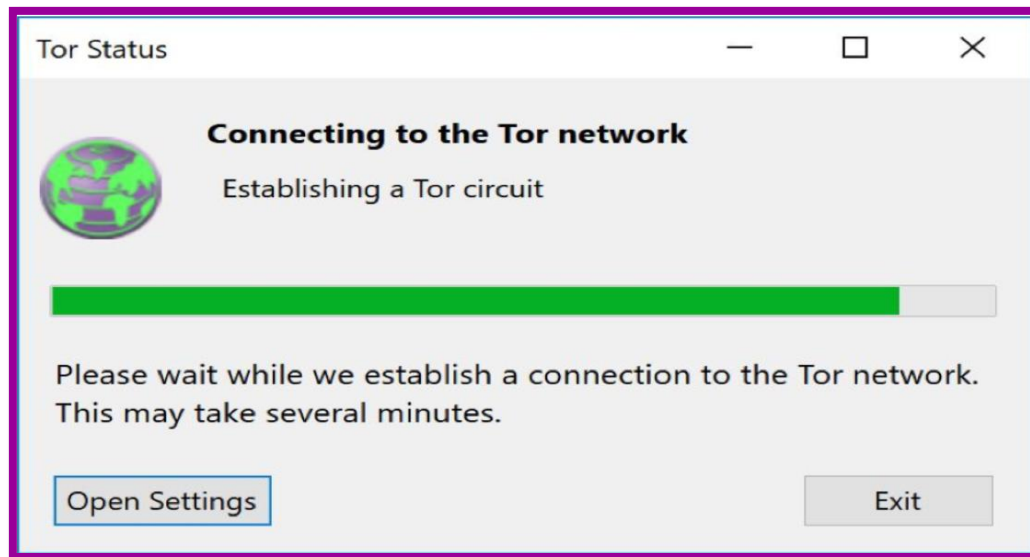 Tor Status
Connecting to the Tor network
Establishing a Tor circuit
Please wait while we establish a connection to the Tor network.
This may take several minutes.
Open Settings
Exit